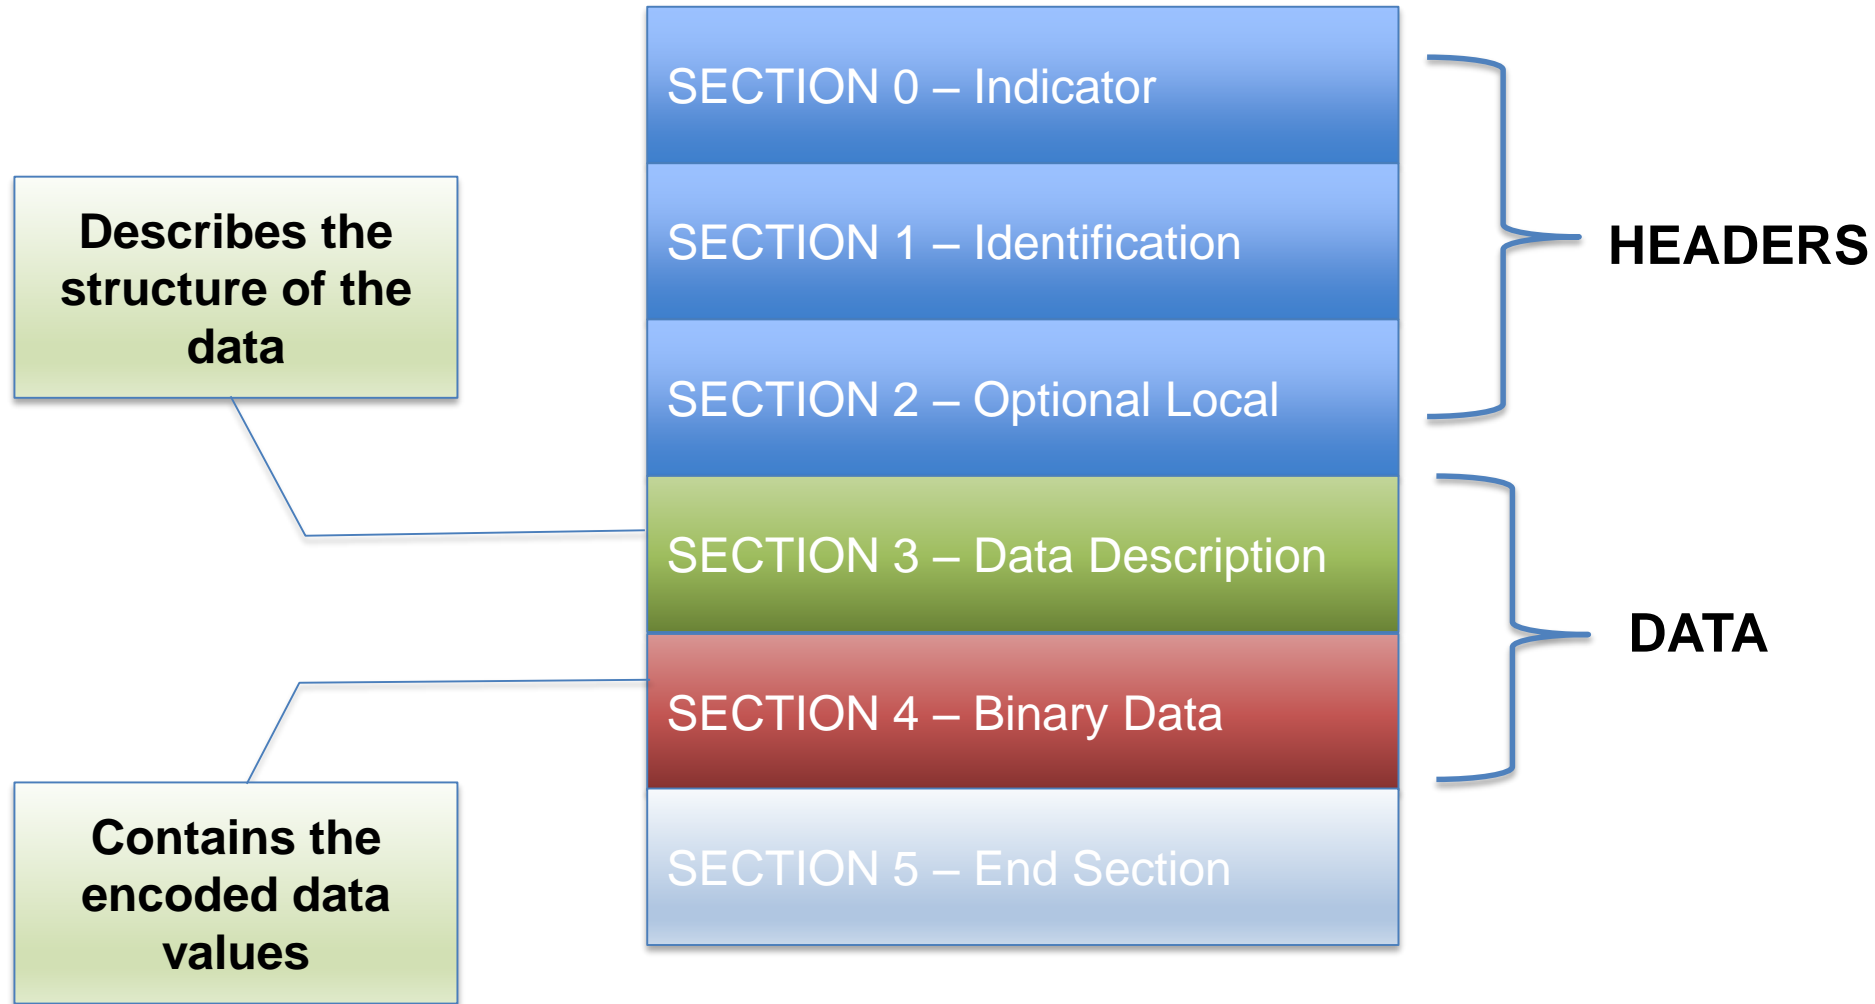 SECTION 0 – Indicator
SECTION 1 – Identification
SECTION 2 – Optional Local
SECTION 3 – Data Description
SECTION 4 – Binary Data
SECTION 5 – End Section
HEADERS
DATA
Describes the
structure of the
data
Contains the
encoded data
values